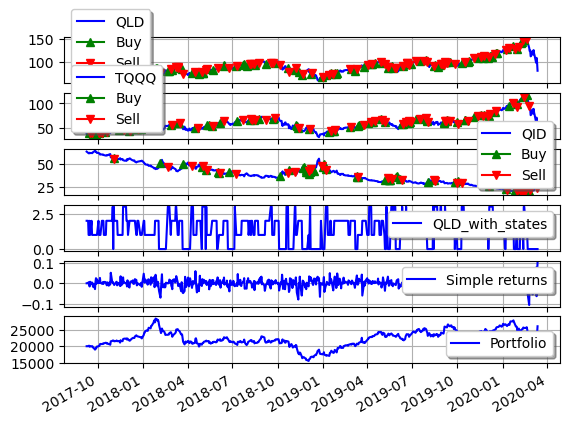 QLD
Buy
Sell
150
100
TQQQ
Buy
Sell
100
50
QID
Buy
Sell
50
25
QLD_with_states
2.5
0.0
Simple returns
0.1
0.0
−0.1
Portfolio
25000
20000
15000
2017-10
2018-01
2018-04
2018-07
2018-10
2019-01
2019-04
2019-07
2019-10
2020-01
2020-04